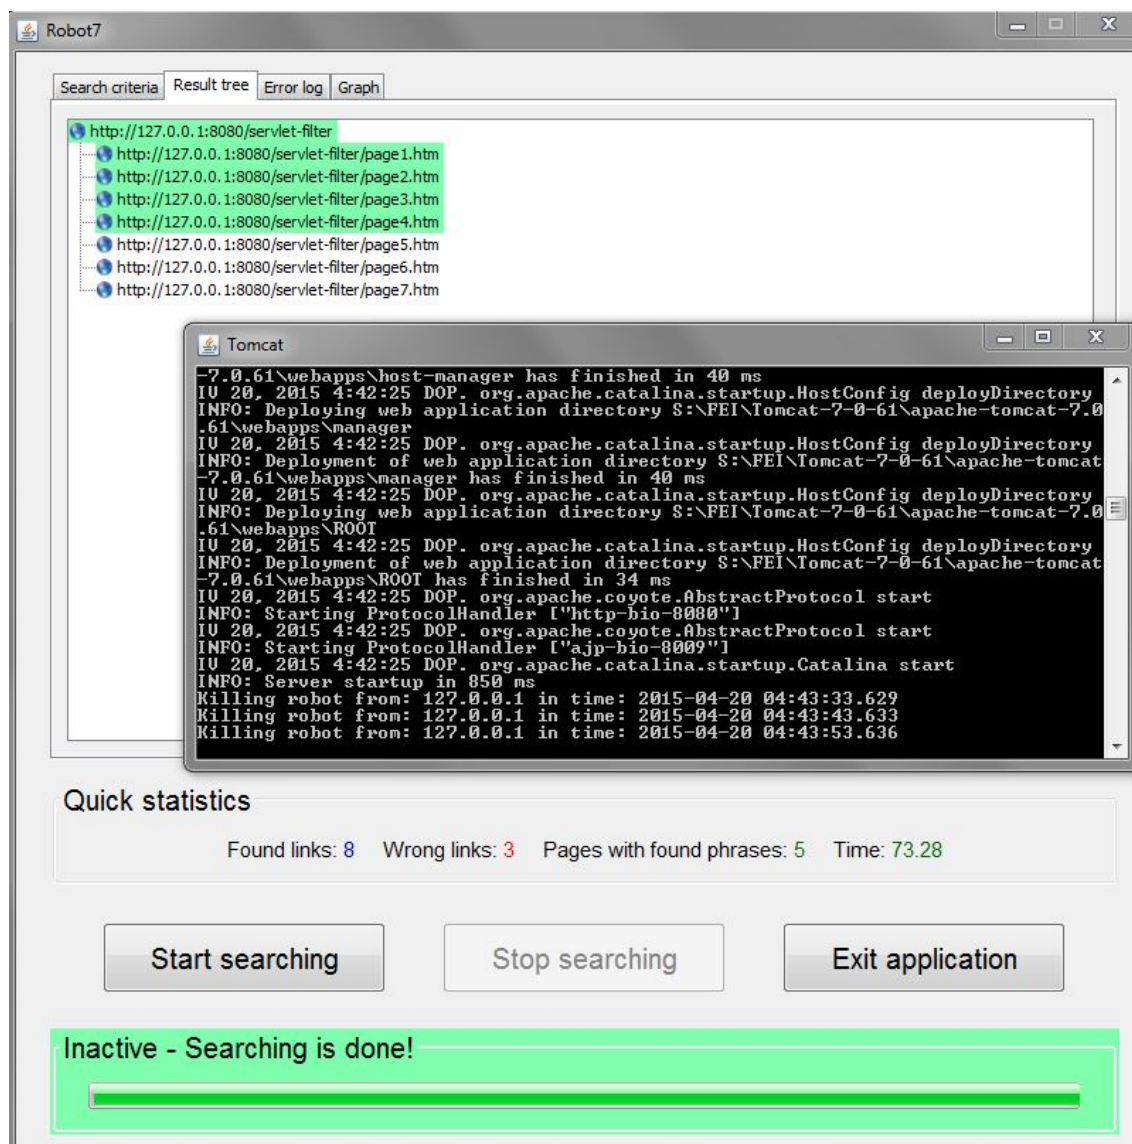 Robot7
Search criteria Result tree Error log Graph
http://127.0.0.1:8080/servlet-filter
http://127.0.0.1:8080/servlet-filter/page1.htm
http://127.0.0.1:8080/servlet-filter/page2.htm
http://127.0.0.1:8080/servlet-filter/page3.htm
http://127.0.0.1:8080/servlet-filter/page4.htm
http://127.0.0.1:8080/servlet-filter/page5.htm
http://127.0.0.1:8080/servlet-filter/page6.htm
http://127.0.0.1:8080/servlet-filter/page7.htm
Tomcat
-7.0.61\webapps\host-manager has finished in 40 ms
IV 20, 2015 4:42:25 DOP. org.apache.catalina.startup.HostConfig deployDirectory
INFO: Deploying web application directory S:\FEI\Tomcat-7-0-61\apache-tomcat-7.0
.61\webapps\manager
IV 20, 2015 4:42:25 DOP. org.apache.catalina.startup.HostConfig deployDirectory
INFO: Deployment of web application directory S:\FEI\Tomcat-7-0-61\apache-tomcat
-7.0.61\webapps\manager has finished in 40 ms
IV 20, 2015 4:42:25 DOP. org.apache.catalina.startup.HostConfig deployDirectory
INFO: Deploying web application directory S:\FEI\Tomcat-7-0-61\apache-tomcat-7.0
.61\webapps\ROOT
IV 20, 2015 4:42:25 DOP. org.apache.catalina.startup.HostConfig deployDirectory
INFO: Deployment of web application directory S:\FEI\Tomcat-7-0-61\apache-tomcat
-7.0.61\webapps\ROOT has finished in 34 ms
IV 20, 2015 4:42:25 DOP. org.apache.coyote.AbstractProtocol start
INFO: Starting ProtocolHandler ["http-bio-8080"]
IV 20, 2015 4:42:25 DOP. org.apache.coyote.AbstractProtocol start
INFO: Starting ProtocolHandler ["ajp-bio-8009"]
IV 20, 2015 4:42:25 DOP. org.apache.catalina.startup.Catalina start
INFO: Server startup in 850 ms
Killing robot from: 127.0.0.1 in time: 2015-04-20 04:43:33.629
Killing robot from: 127.0.0.1 in time: 2015-04-20 04:43:43.633
Killing robot from: 127.0.0.1 in time: 2015-04-20 04:43:53.636
Quick statistics
Found links: 8 Wrong links: 3 Pages with found phrases: 5 Time: 73.28
Start searching Stop searching Exit application
Inactive - Searching is done!